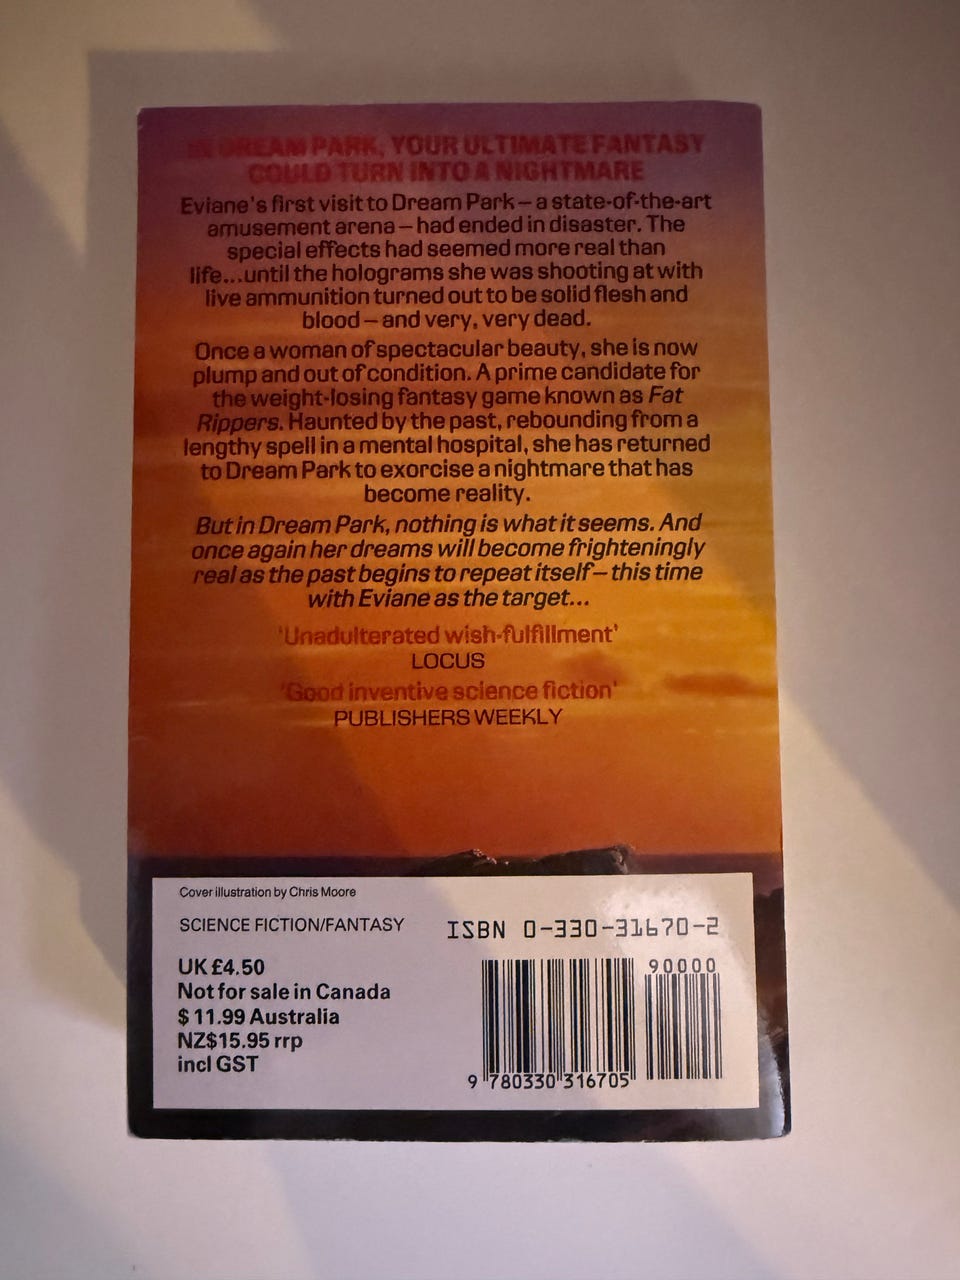 IN DREAM PARK, YOUR ULTIMATE FANTASY
COULD TURN INTO A NIGHTMARE
Eviane's first visit to Dream Park – a state-of-the-art
amusement arena – had ended in disaster. The
special effects had seemed more real than
life...until the holograms she was shooting at with
live ammunition turned out to be solid flesh and
blood – and very, very dead.
Once a woman of spectacular beauty, she is now
plump and out of condition. A prime candidate for
the weight-losing fantasy game known as Fat
Rippers. Haunted by the past, rebounding from a
lengthy spell in a mental hospital, she has returned
to Dream Park to exorcise a nightmare that has
become reality.
But in Dream Park, nothing is what it seems. And
once again her dreams will become frighteningly
real as the past begins to repeat itself – this time
with Eviane as the target...
'Unadulterated wish-fulfillment'
LOCUS
'Good inventive science fiction'
PUBLISHERS WEEKLY
Cover illustration by Chris Moore
SCIENCE FICTION/FANTASY
ISBN 0-330-31670-2
UK £4.50
Not for sale in Canada
$ 11.99 Australia
NZ$15.95 rrp
incl GST
90000
9 780330 316705